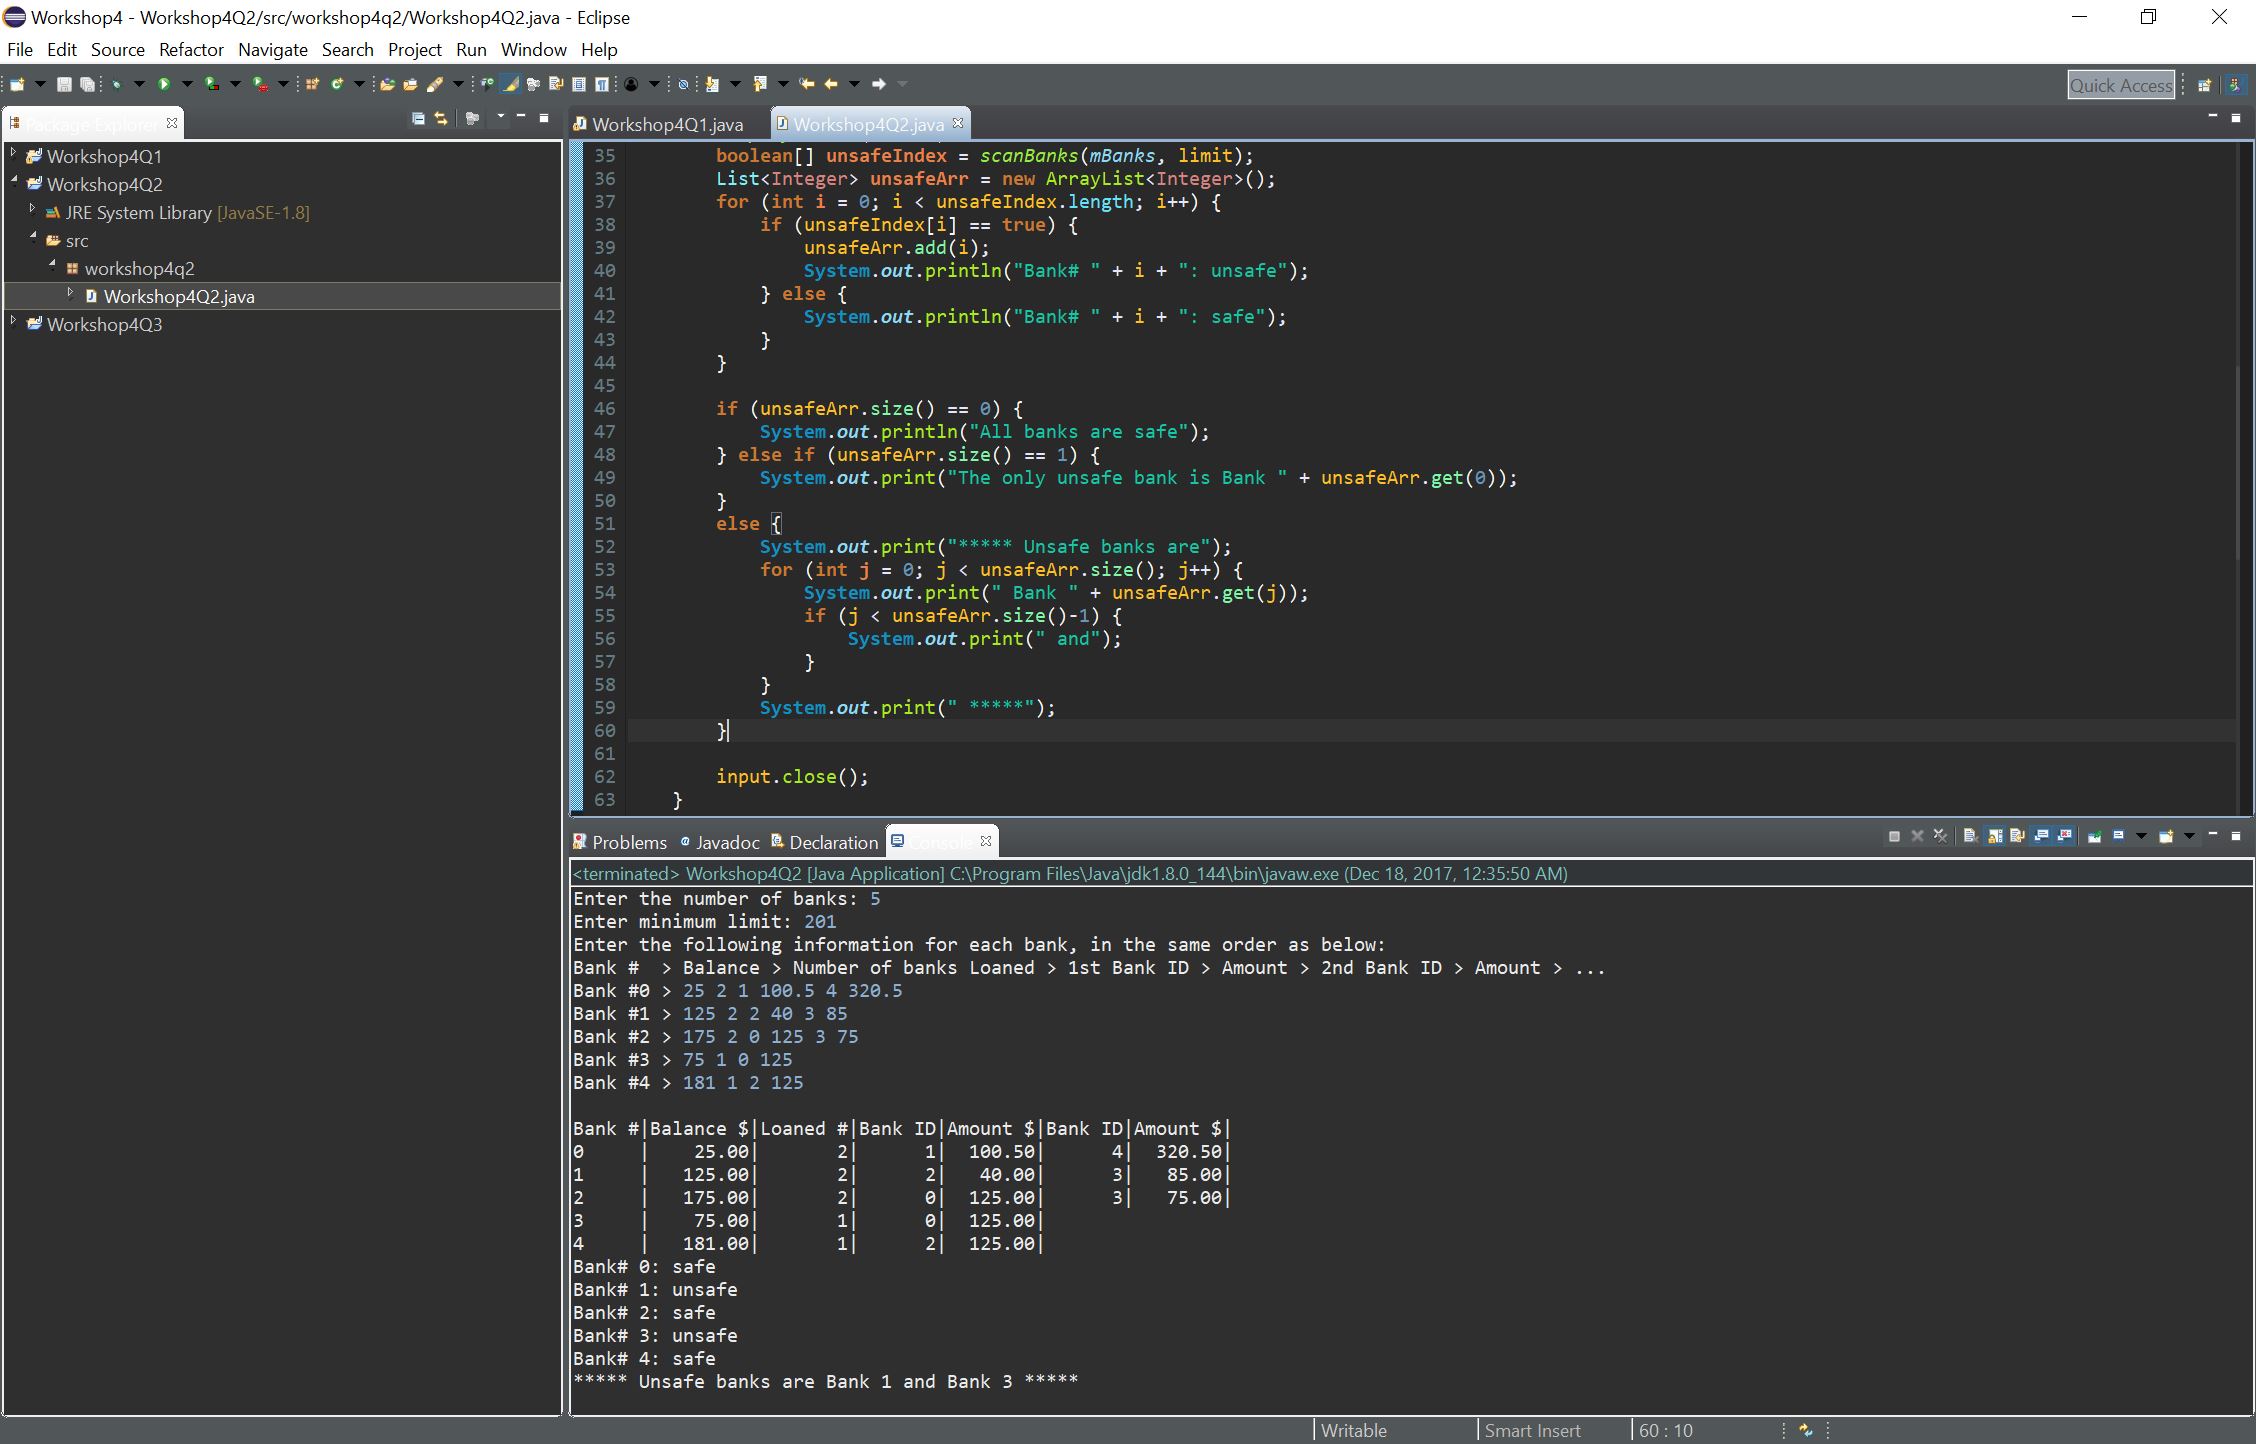 Workshop4 - Workshop4Q2/src/workshop4q2/Workshop4Q2.java - Eclipse
File Edit Source Refactor Navigate Search Project Run Window Help
Quick Access
Package Explorer
Workshop4Q1
Workshop4Q2
JRE System Library [JavaSE-1.8]
src
workshop4q2
Workshop4Q2.java
Workshop4Q3
Workshop4Q1.java Workshop4Q2.java
35 boolean[] unsafeIndex = scanBanks(mBanks, limit);
36 List<Integer> unsafeArr = new ArrayList<Integer>();
37 for (int i = 0; i < unsafeIndex.length; i++) {
38 if (unsafeIndex[i] == true) {
39 unsafeArr.add(i);
40 System.out.println("Bank# " + i + ": unsafe");
41 } else {
42 System.out.println("Bank# " + i + ": safe");
43 }
44 }
45
46 if (unsafeArr.size() == 0) {
47 System.out.println("All banks are safe");
48 } else if (unsafeArr.size() == 1) {
49 System.out.print("The only unsafe bank is Bank " + unsafeArr.get(0));
50 }
51 else {
52 System.out.print("***** Unsafe banks are");
53 for (int j = 0; j < unsafeArr.size(); j++) {
54 System.out.print(" Bank " + unsafeArr.get(j));
55 if (j < unsafeArr.size()-1) {
56 System.out.print(" and");
57 }
58 }
59 System.out.print(" *****");
60 }
61
62 input.close();
63 }
Problems Javadoc Declaration Console
<terminated> Workshop4Q2 [Java Application] C:\Program Files\Java\jdk1.8.0_144\bin\javaw.exe (Dec 18, 2017, 12:35:50 AM)
Enter the number of banks: 5
Enter minimum limit: 201
Enter the following information for each bank, in the same order as below:
Bank #  > Balance > Number of banks Loaned > 1st Bank ID > Amount > 2nd Bank ID > Amount > ...
Bank #0 > 25 2 1 100.5 4 320.5
Bank #1 > 125 2 2 40 3 85
Bank #2 > 175 2 0 125 3 75
Bank #3 > 75 1 0 125
Bank #4 > 181 1 2 125
Bank #|Balance $|Loaned #|Bank ID|Amount $|Bank ID|Amount $|
0     |    25.00|       2|      1|  100.50|      4|  320.50|
1     |   125.00|       2|      2|   40.00|      3|   85.00|
2     |   175.00|       2|      0|  125.00|      3|   75.00|
3     |    75.00|       1|      0|  125.00|
4     |   181.00|       1|      2|  125.00|
Bank# 0: safe
Bank# 1: unsafe
Bank# 2: safe
Bank# 3: unsafe
Bank# 4: safe
***** Unsafe banks are Bank 1 and Bank 3 *****
Writable Smart Insert 60 : 10